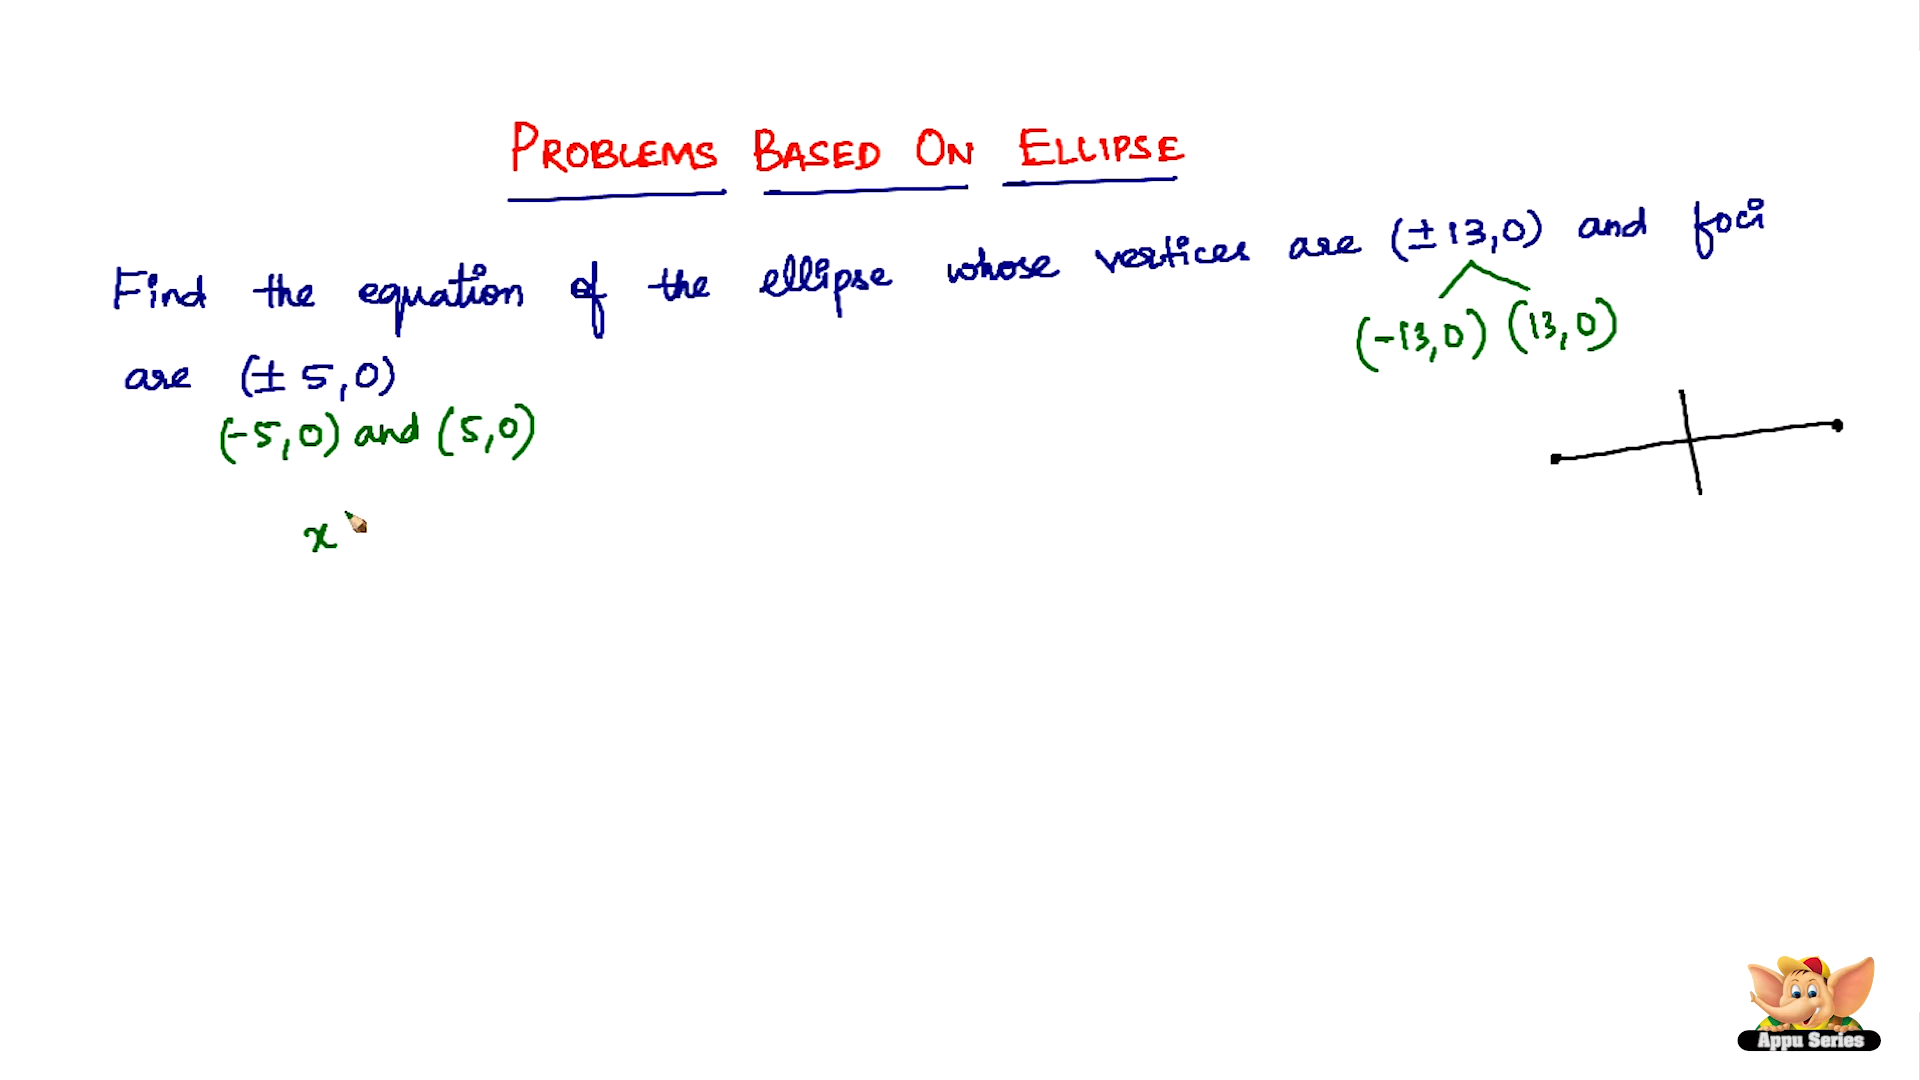 PROBLEMS BASED ON ELLIPSE
Find the equation of the ellipse whose vertices are (±13,0) and foci
(-13,0) (13,0)
are (± 5,0)
(-5,0) and (5,0)
x
Appu Series